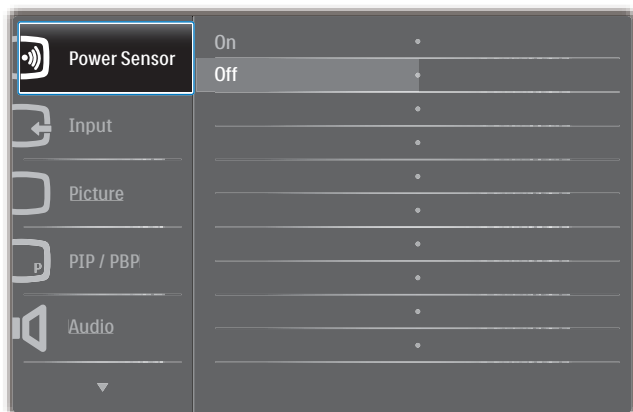 Power Sensor
On
Off
Input
Picture
P
PIP / PBP
Audio